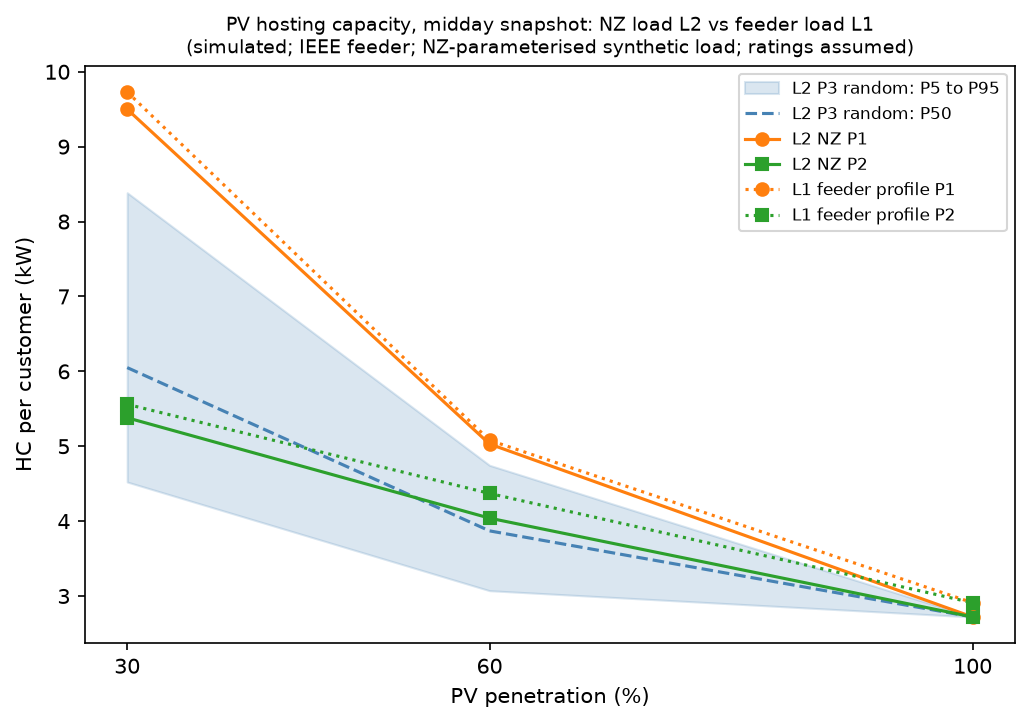 PV hosting capacity, midday snapshot: NZ load L2 vs feeder load L1
(simulated; IEEE feeder; NZ-parameterised synthetic load; ratings assumed)
L2 P3 random: P5 to P95
L2 P3 random: P50
L2 NZ P1
L2 NZ P2
L1 feeder profile P1
L1 feeder profile P2
HC per customer (kW)
10
9
8
7
6
5
4
3
30
60
100
PV penetration (%)